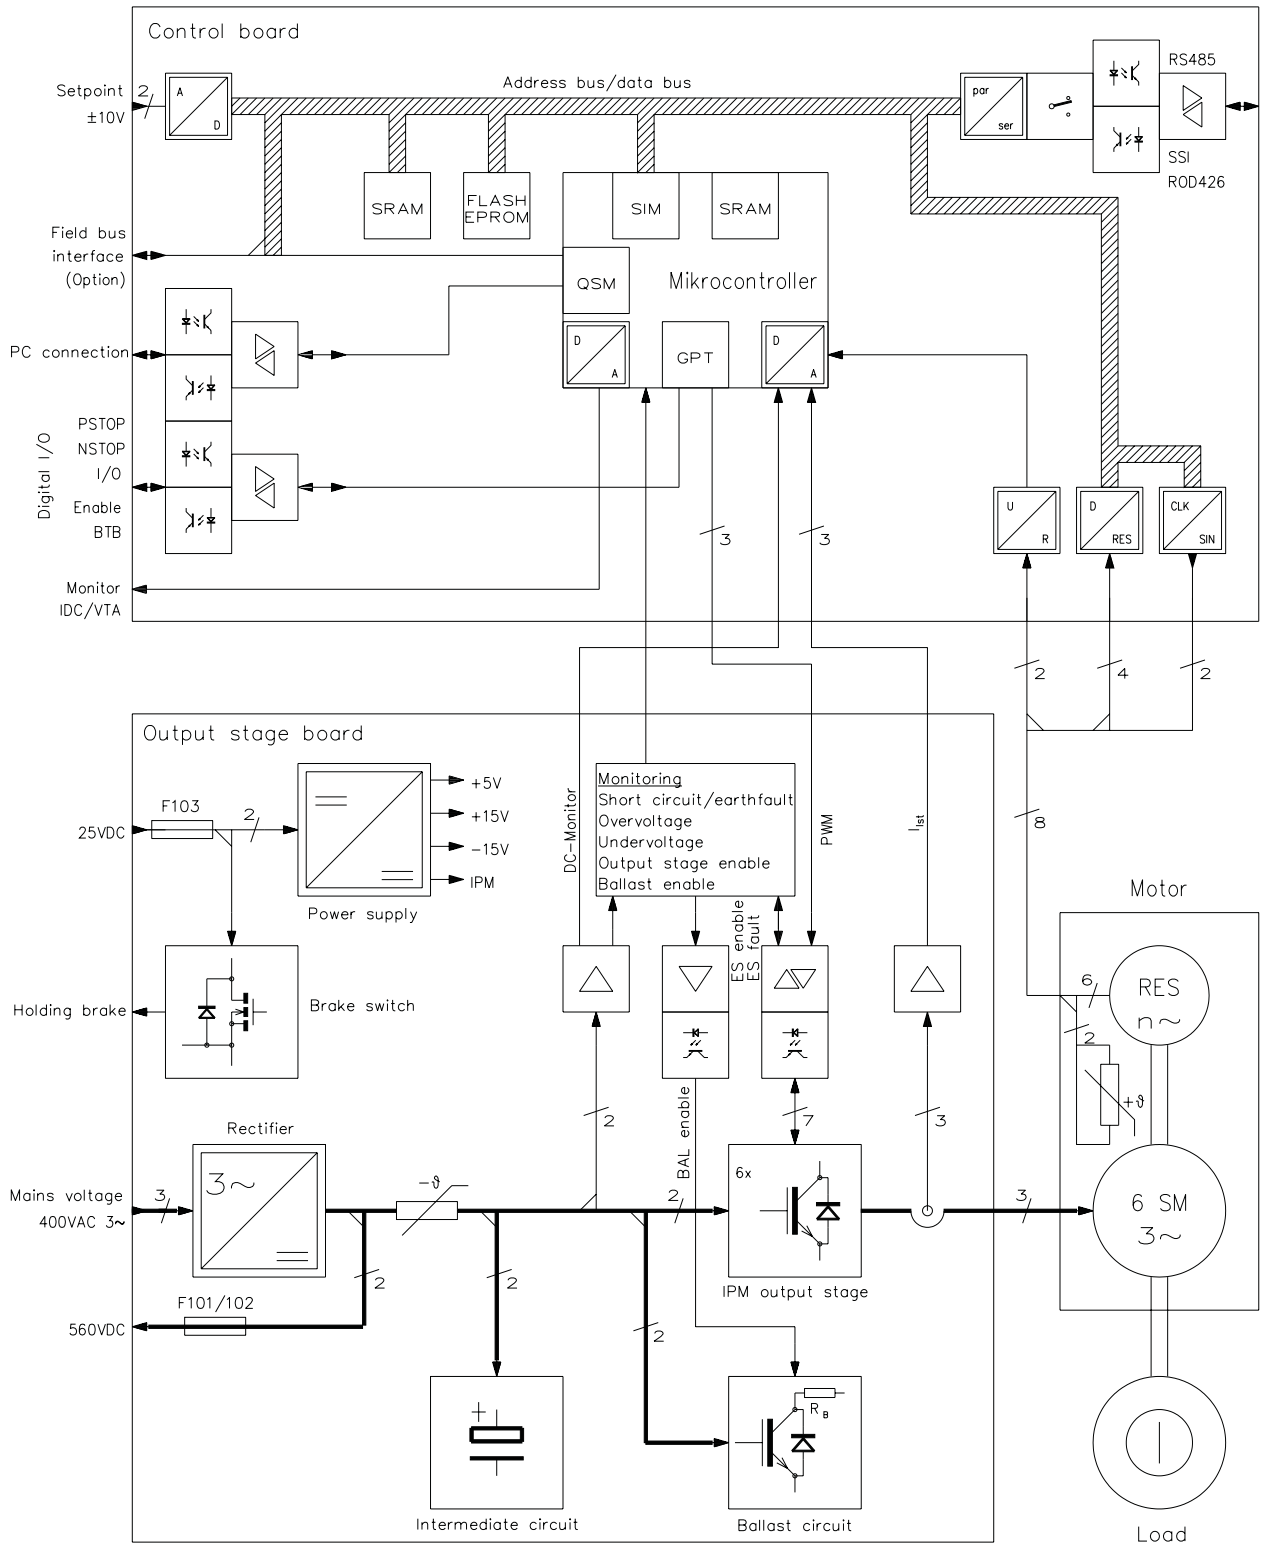 Control board
Setpoint
±10V
2
A
D
Address bus/data bus
par
ser
RS485
SSI
ROD426
SRAM
FLASH
EPROM
SIM
SRAM
Field bus
interface
(Option)
QSM
Mikrocontroller
D
A
GPT
D
A
PC connection
Digital I/O
PSTOP
NSTOP
I/O
Enable
BTB
Monitor
IDC/VTA
3
3
U
R
D
RES
CLK
SIN
2
4
2
Output stage board
25VDC
F103
2
+5V
+15V
-15V
IPM
Power supply
DC-Monitor
Monitoring
Short circuit/earthfault
Overvoltage
Undervoltage
Output stage enable
Ballast enable
PWM
I Ist
8
Motor
ES enable
ES fault
Holding brake
Brake switch
6
RES
n~
2
+ϑ
Rectifier
2
BAL enable
7
3
Mains voltage
400VAC 3~
3
3~
-ϑ
2
6x
3
6 SM
3~
IPM output stage
2
2
2
F101/102
560VDC
R B
Intermediate circuit
Ballast circuit
Load